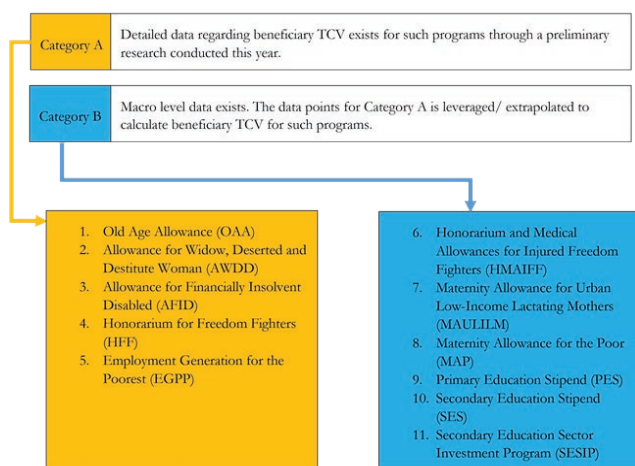 Category A
Detailed data regarding beneficiary TCV exists for such programs through a preliminary
research conducted this year.
Category B
Macro level data exists. The data points for Category A is leveraged/ extrapolated to
calculate beneficiary TCV for such programs.
1. Old Age Allowance (OAA)
2. Allowance for Widow, Deserted and
Destitute Woman (AWDD)
3. Allowance for Financially Insolvent
Disabled (AFID)
4. Honorarium for Freedom Fighters
(HFF)
5. Employment Generation for the
Poorest (EGPP)
6. Honorarium and Medical
Allowances for Injured Freedom
Fighters (HMAIFF)
7. Maternity Allowance for Urban
Low-Income Lactating Mothers
(MAULILM)
8. Maternity Allowance for the Poor
(MAP)
9. Primary Education Stipend (PES)
10. Secondary Education Stipend
(SES)
11. Secondary Education Sector
Investment Program (SESIP)